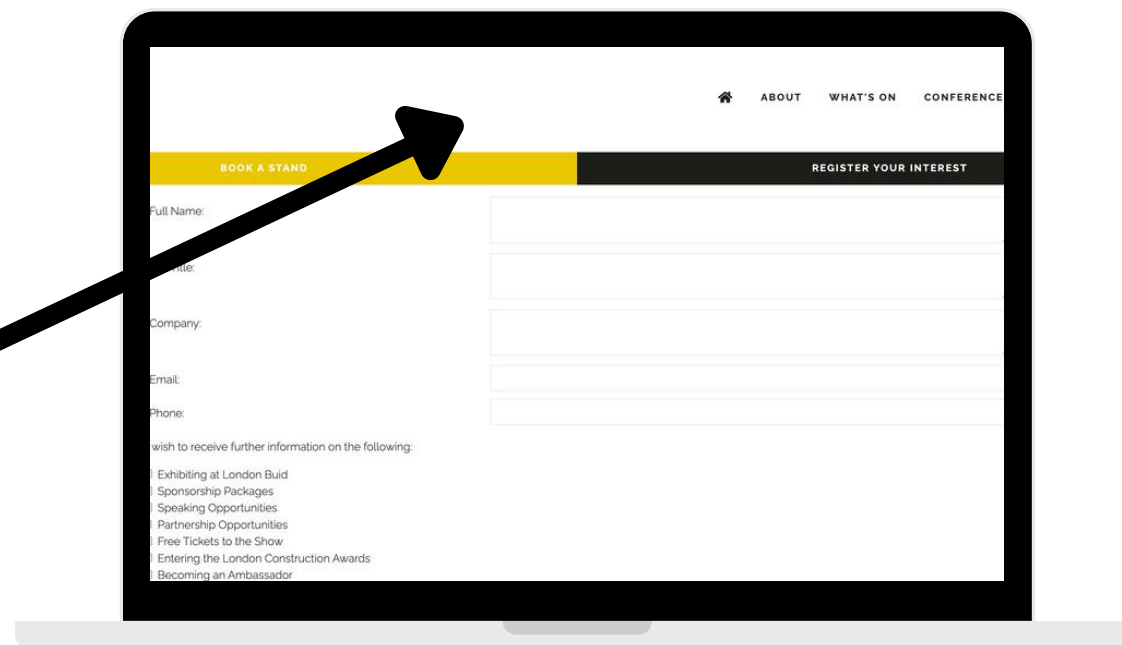 ABOUT WHAT'S ON CONFERENCE
BOOK A STAND REGISTER YOUR INTEREST
Full Name:
Title:
Company:
Email:
Phone:
wish to receive further information on the following:
Exhibiting at London Buid
Sponsorship Packages
Speaking Opportunities
Partnership Opportunities
Free Tickets to the Show
Entering the London Construction Awards
Becoming an Ambassador